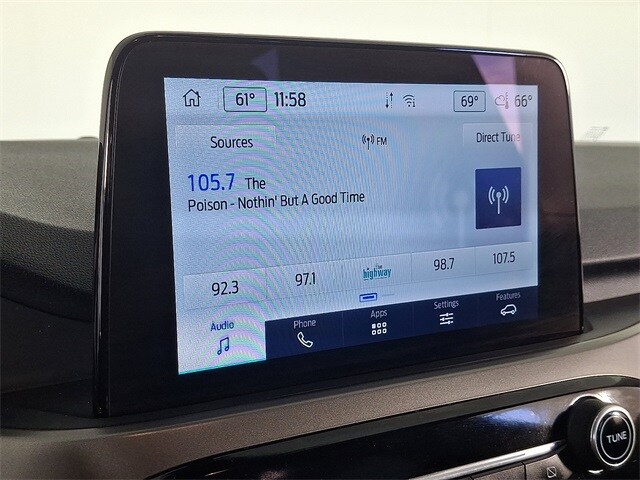 61° 11:58 69° 66°
Sources FM Direct Tune
105.7 The
Poison - Nothin' But A Good Time
92.3 97.1 the highway 98.7 107.5
Audio Phone Apps Settings Features
TUNE